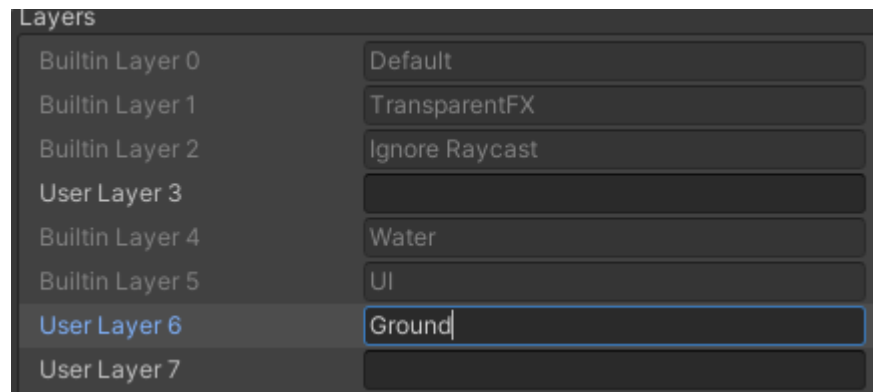 Layers
Builtin Layer 0 Default
Builtin Layer 1 TransparentFX
Builtin Layer 2 Ignore Raycast
User Layer 3
Builtin Layer 4 Water
Builtin Layer 5 UI
User Layer 6 Ground
User Layer 7